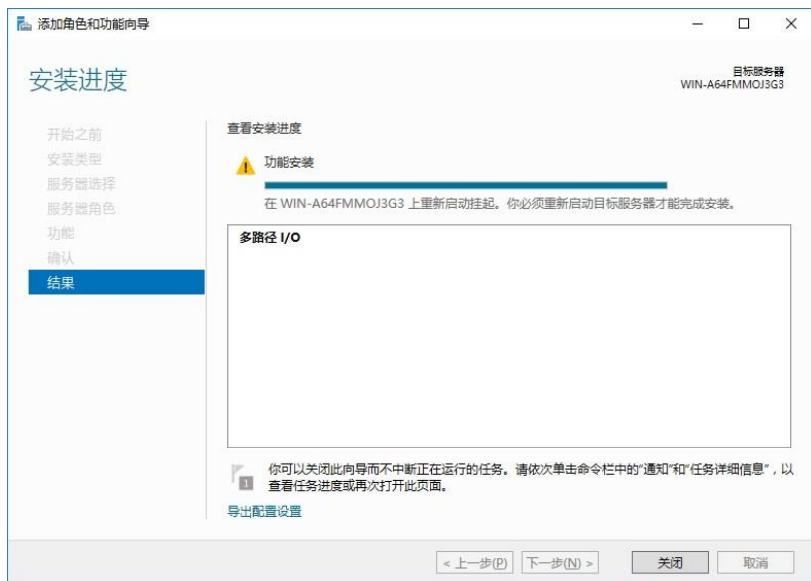 添加角色和功能向导
安装进度
目标服务器
WIN-A64FMMOJ3G3
开始之前
安装类型
服务器选择
服务器角色
功能
确认
结果
查看安装进度
功能安装
在 WIN-A64FMMOJ3G3 上重新启动挂起。你必须重新启动目标服务器才能完成安装。
多路径 I/O
1
你可以关闭此向导而不中断正在运行的任务。请依次单击命令栏中的"通知"和"任务详细信息"，以
查看任务进度或再次打开此页面。
导出配置设置
< 上一步(P)
下一步(N) >
关闭
取消